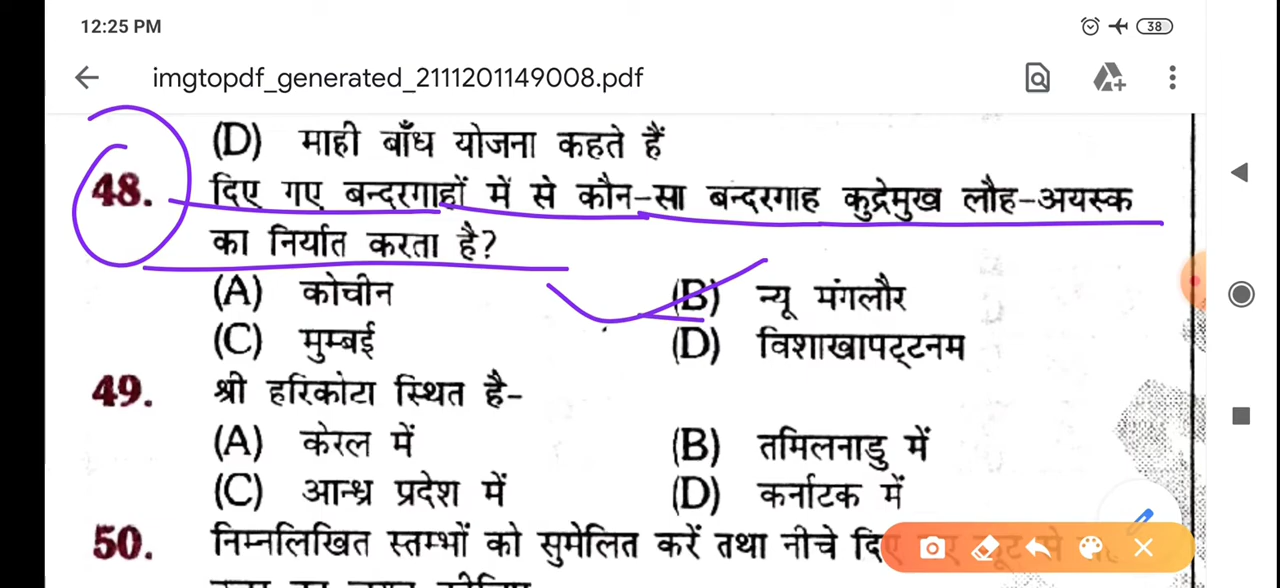 12:25 PM
38
imgtopdf_generated_2111201149008.pdf
(D) माही बाँध योजना कहते हैं
48. दिए गए बन्दरगाहों में से कौन-सा बन्दरगाह कुद्रेमुख लौह-अयस्क
का निर्यात करता है?
(A) कोचीन (B) न्यू मंगलौर
(C) मुम्बई (D) विशाखापट्टनम
49. श्री हरिकोटा स्थित है-
(A) केरल में (B) तमिलनाडु में
(C) आन्ध्र प्रदेश में (D) कर्नाटक में
50. निम्नलिखित स्तम्भों को सुमेलित करें तथा नीचे